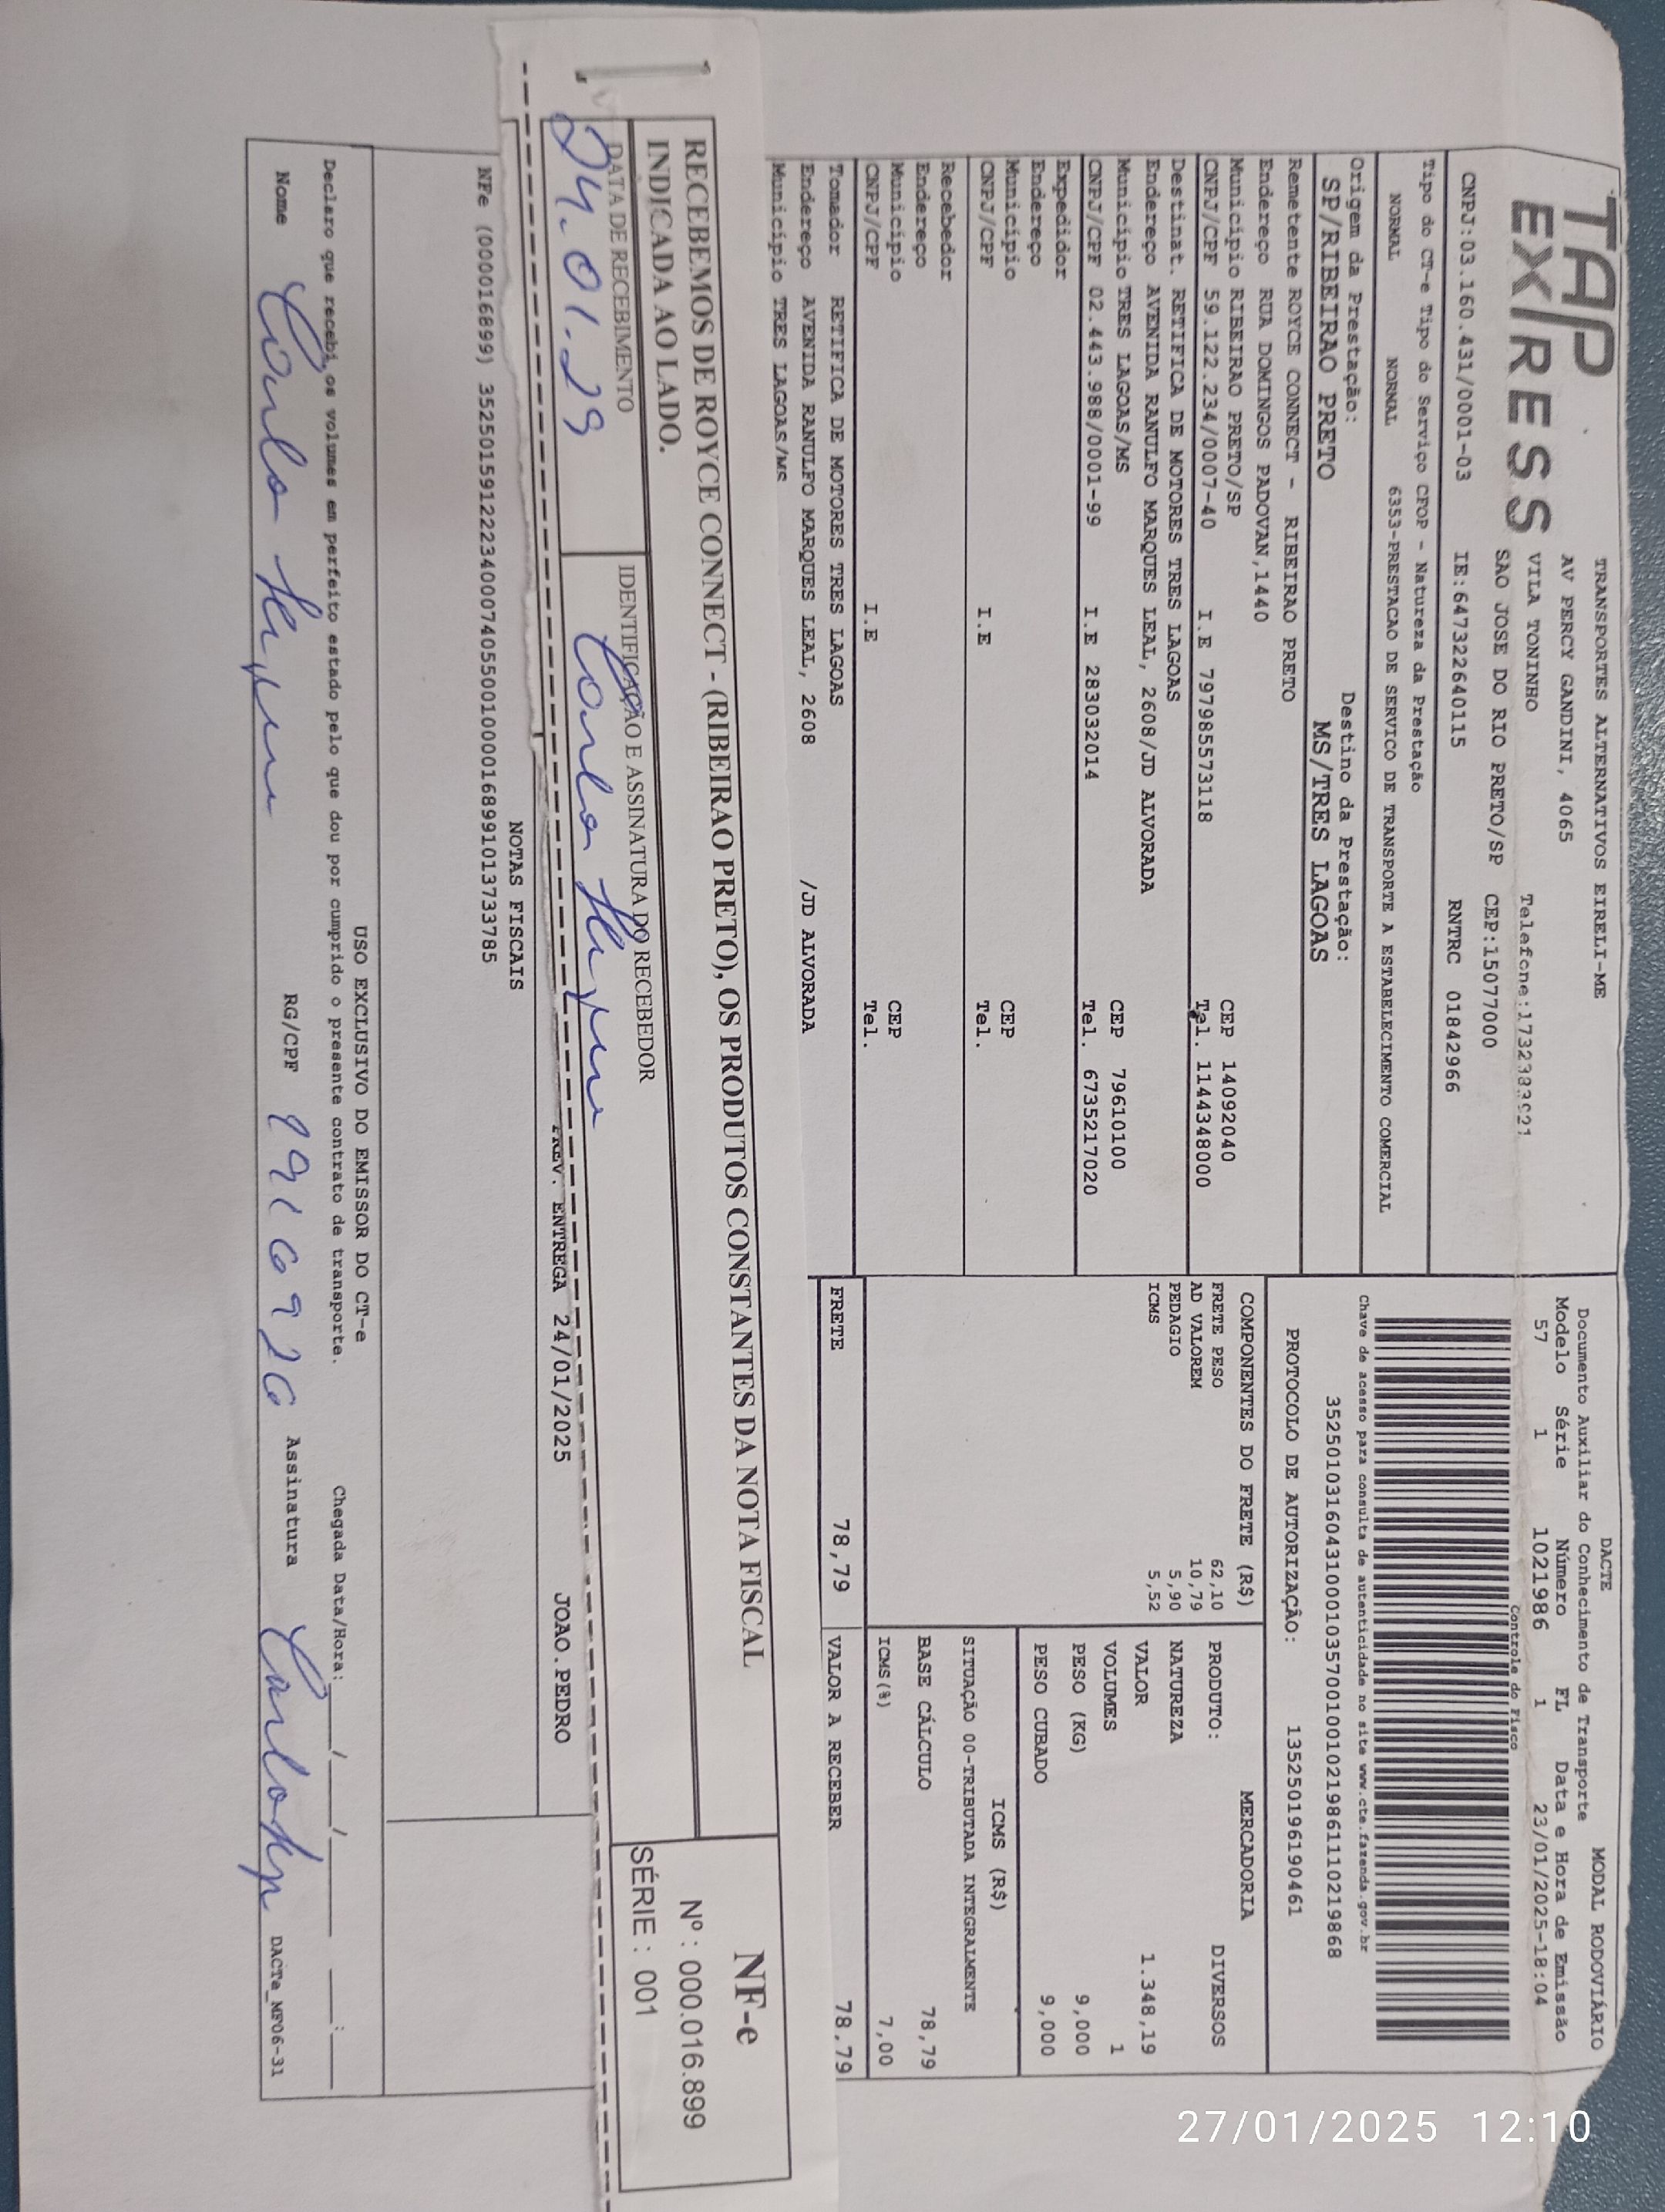 TAP
EX/RESS
TRANSPORTES ALTERNATIVOS EIRELI-ME
AV PERCY GANDINI, 4065
VILA TONINHO
SAO JOSE DO RIO PRETO/SP CEP:15077000
CNPJ:03.160.431/0001-03 IE:647322640115 RNTRC 01842966
DACTE
Documento Auxiliar do Conhecimento de Transporte
MODAL RODOVIÁRIO
Modelo Série Número FL Data e Hora de Emissão
57 1 1021986 1 23/01/2025-18:04
Controle do Fisco
Chave de acesso para consulta de autenticidade no site www.cte.fazenda.gov.br
PROTOCOLO DE AUTORIZAÇÃO: 135250196190461
Tipo do CT-e Tipo do Serviço CFOP - Natureza da Prestação
NORMAL NORMAL 6353-PRESTACAO DE SERVICO DE TRANSPORTE A ESTABELECIMENTO COMERCIAL
Origem da Prestação: Destino da Prestação:
SP/RIBEIRAO PRETO MS/TRES LAGOAS
Remetente ROYCE CONNECT - RIBEIRAO PRETO
Endereço RUA DOMINGOS PADOVAN,1440
Município RIBEIRAO PRETO/SP CEP 14092040
CNPJ/CPF 59.122.234/0007-40 I.E 797985573118 Tel. 1144348000
Destinat. RETIFICA DE MOTORES TRES LAGOAS
Endereço AVENIDA RANULFO MARQUES LEAL, 2608/JD ALVORADA
Município TRES LAGOAS/MS CEP 79610100
CNPJ/CPF 02.443.988/0001-99 I.E 283032014 Tel. 6735217020
Expedidor
Endereço
Município CEP
CNPJ/CPF I.E Tel.
Recebedor
Endereço
Município CEP
CNPJ/CPF I.E Tel.
Tomador RETIFICA DE MOTORES TRES LAGOAS
Endereço AVENIDA RANULFO MARQUES LEAL, 2608 /JD ALVORADA
Município TRES LAGOAS/MS
COMPONENTES DO FRETE (R$)
FRETE PESO 62,10
AD VALOREM 10,79
PEDAGIO 5,90
ICMS 5,52
FRETE 78,79
MERCADORIA
PRODUTO: DIVERSOS
NATUREZA
VALOR 1.348,19
VOLUMES 1
PESO (KG) 9,000
PESO CUBADO 9,000
ICMS (R$)
SITUAÇÃO 00-TRIBUTADA INTEGRALMENTE
BASE CÁLCULO 78,79
ICMS(%) 7,00
VALOR A RECEBER 78,79
RECEBEMOS DE ROYCE CONNECT - (RIBEIRAO PRETO), OS PRODUTOS CONSTANTES DA NOTA FISCAL
INDICADA AO LADO.
DATA DE RECEBIMENTO IDENTIFICAÇÃO E ASSINATURA DO RECEBEDOR
NF-e
Nº : 000.016.899
SÉRIE : 001
PREV. ENTREGA 24/01/2025 JOAO.PEDRO
NOTAS FISCAIS
NFe (000016899) 35250159122234000740550010000168991013733785
USO EXCLUSIVO DO EMISSOR DO CT-e
Declaro que recebi os volumes em perfeito estado pelo que dou por cumprido o presente contrato de transporte. Chegada Data/Hora:___/___/___ __:__
Nome RG/CPF Assinatura
DACTe_MF06-31
27/01/2025 12:10